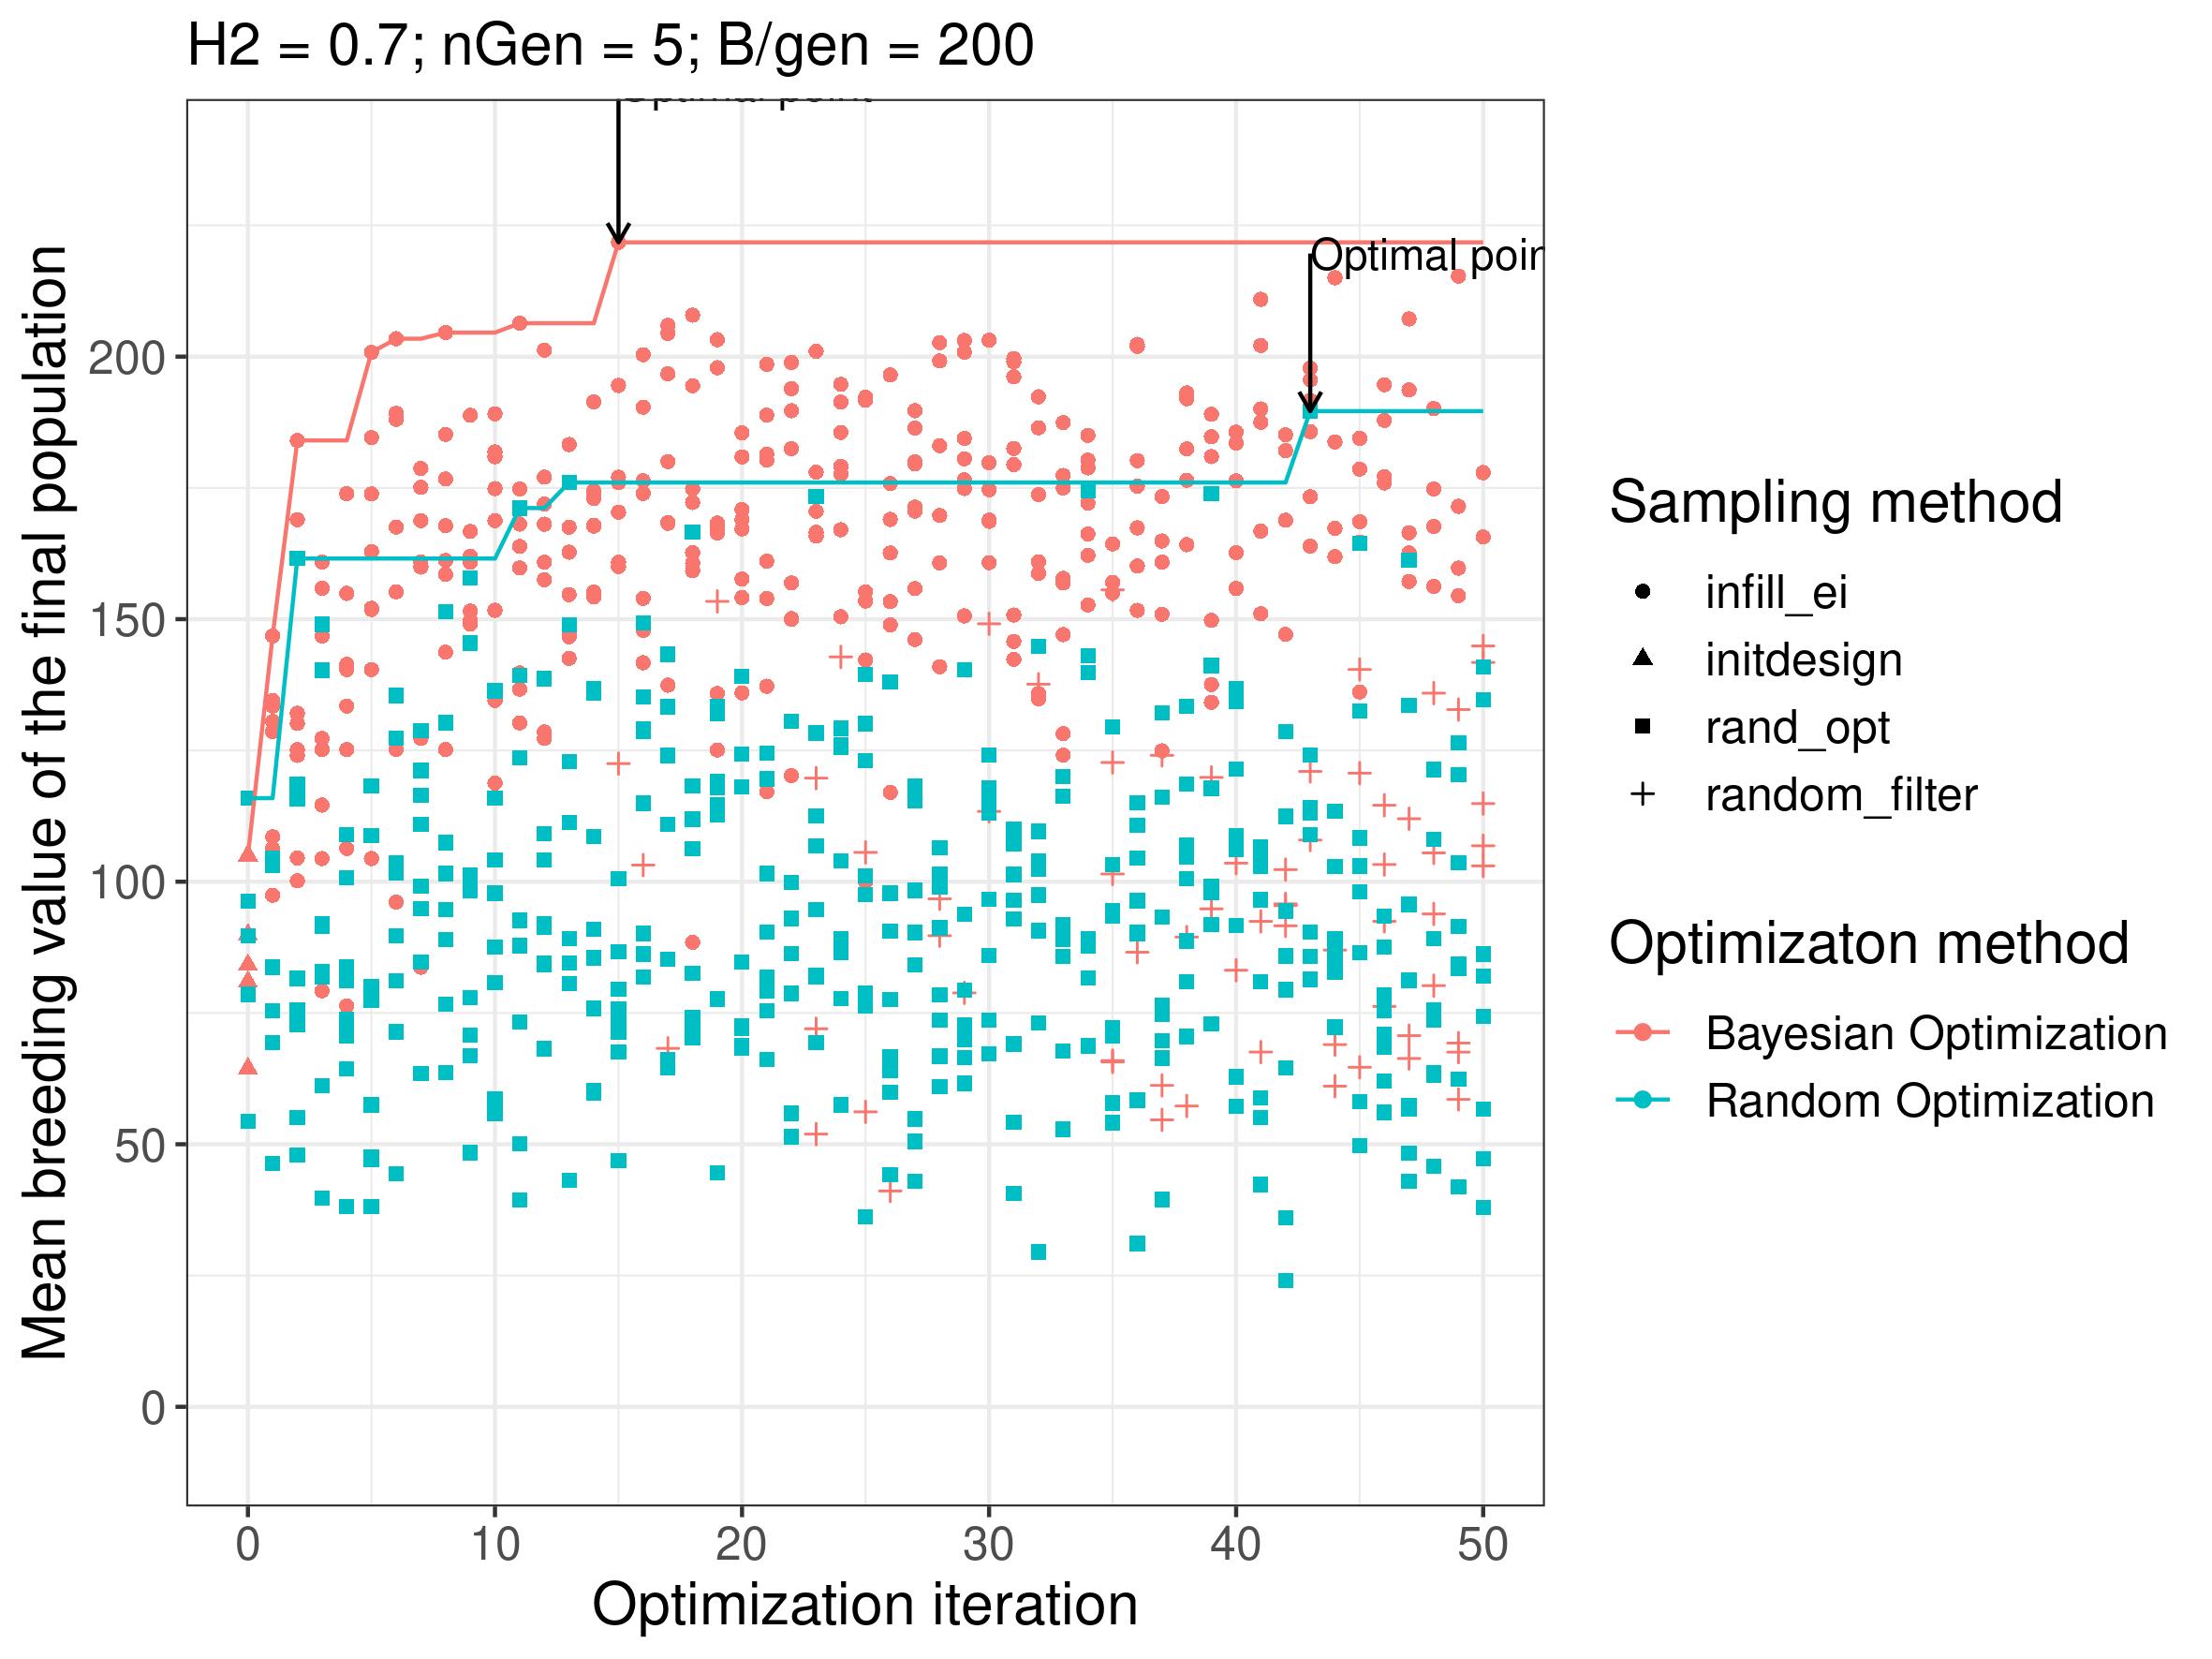 H2 = 0.7; nGen = 5; B/gen = 200
Mean breeding value of the final population
200
150
100
50
0
Optimal poin
0
10
20
30
40
50
Optimization iteration
Sampling method
infill_ei
initdesign
rand_opt
random_filter
Optimizaton method
Bayesian Optimization
Random Optimization